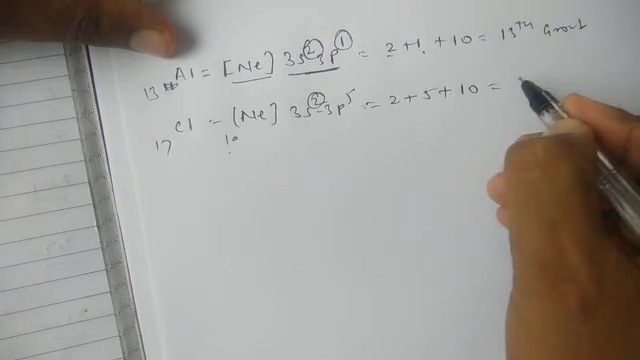 13 Al = [Ne] 3s² 3p¹ = 2 + 1 + 10 = 13th Group
17 Cl = [Ne] 3s² 3p⁵ = 2 + 5 + 10 =
10